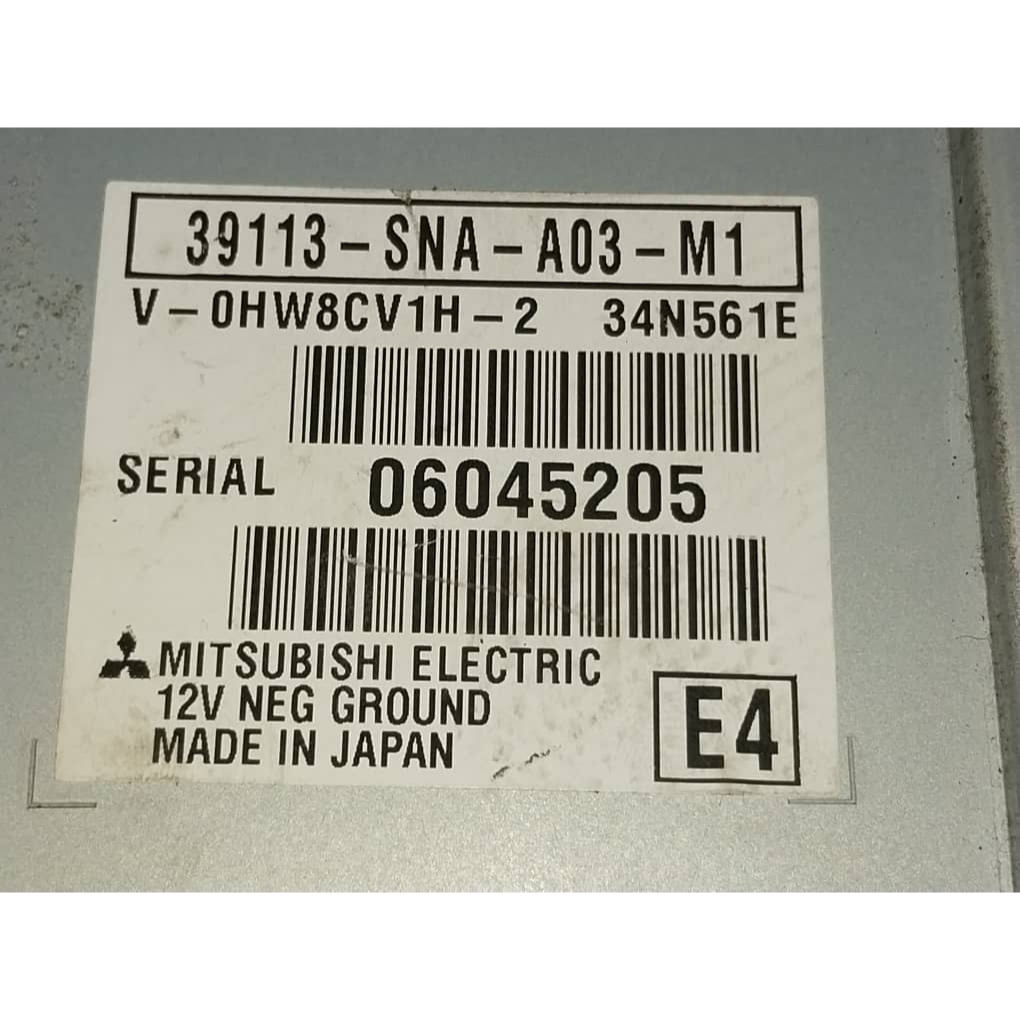 39113-SNA-A03-M1
V-0HW8CV1H-2 34N561E
SERIAL 06045205
MITSUBISHI ELECTRIC
12V NEG GROUND
MADE IN JAPAN
E4